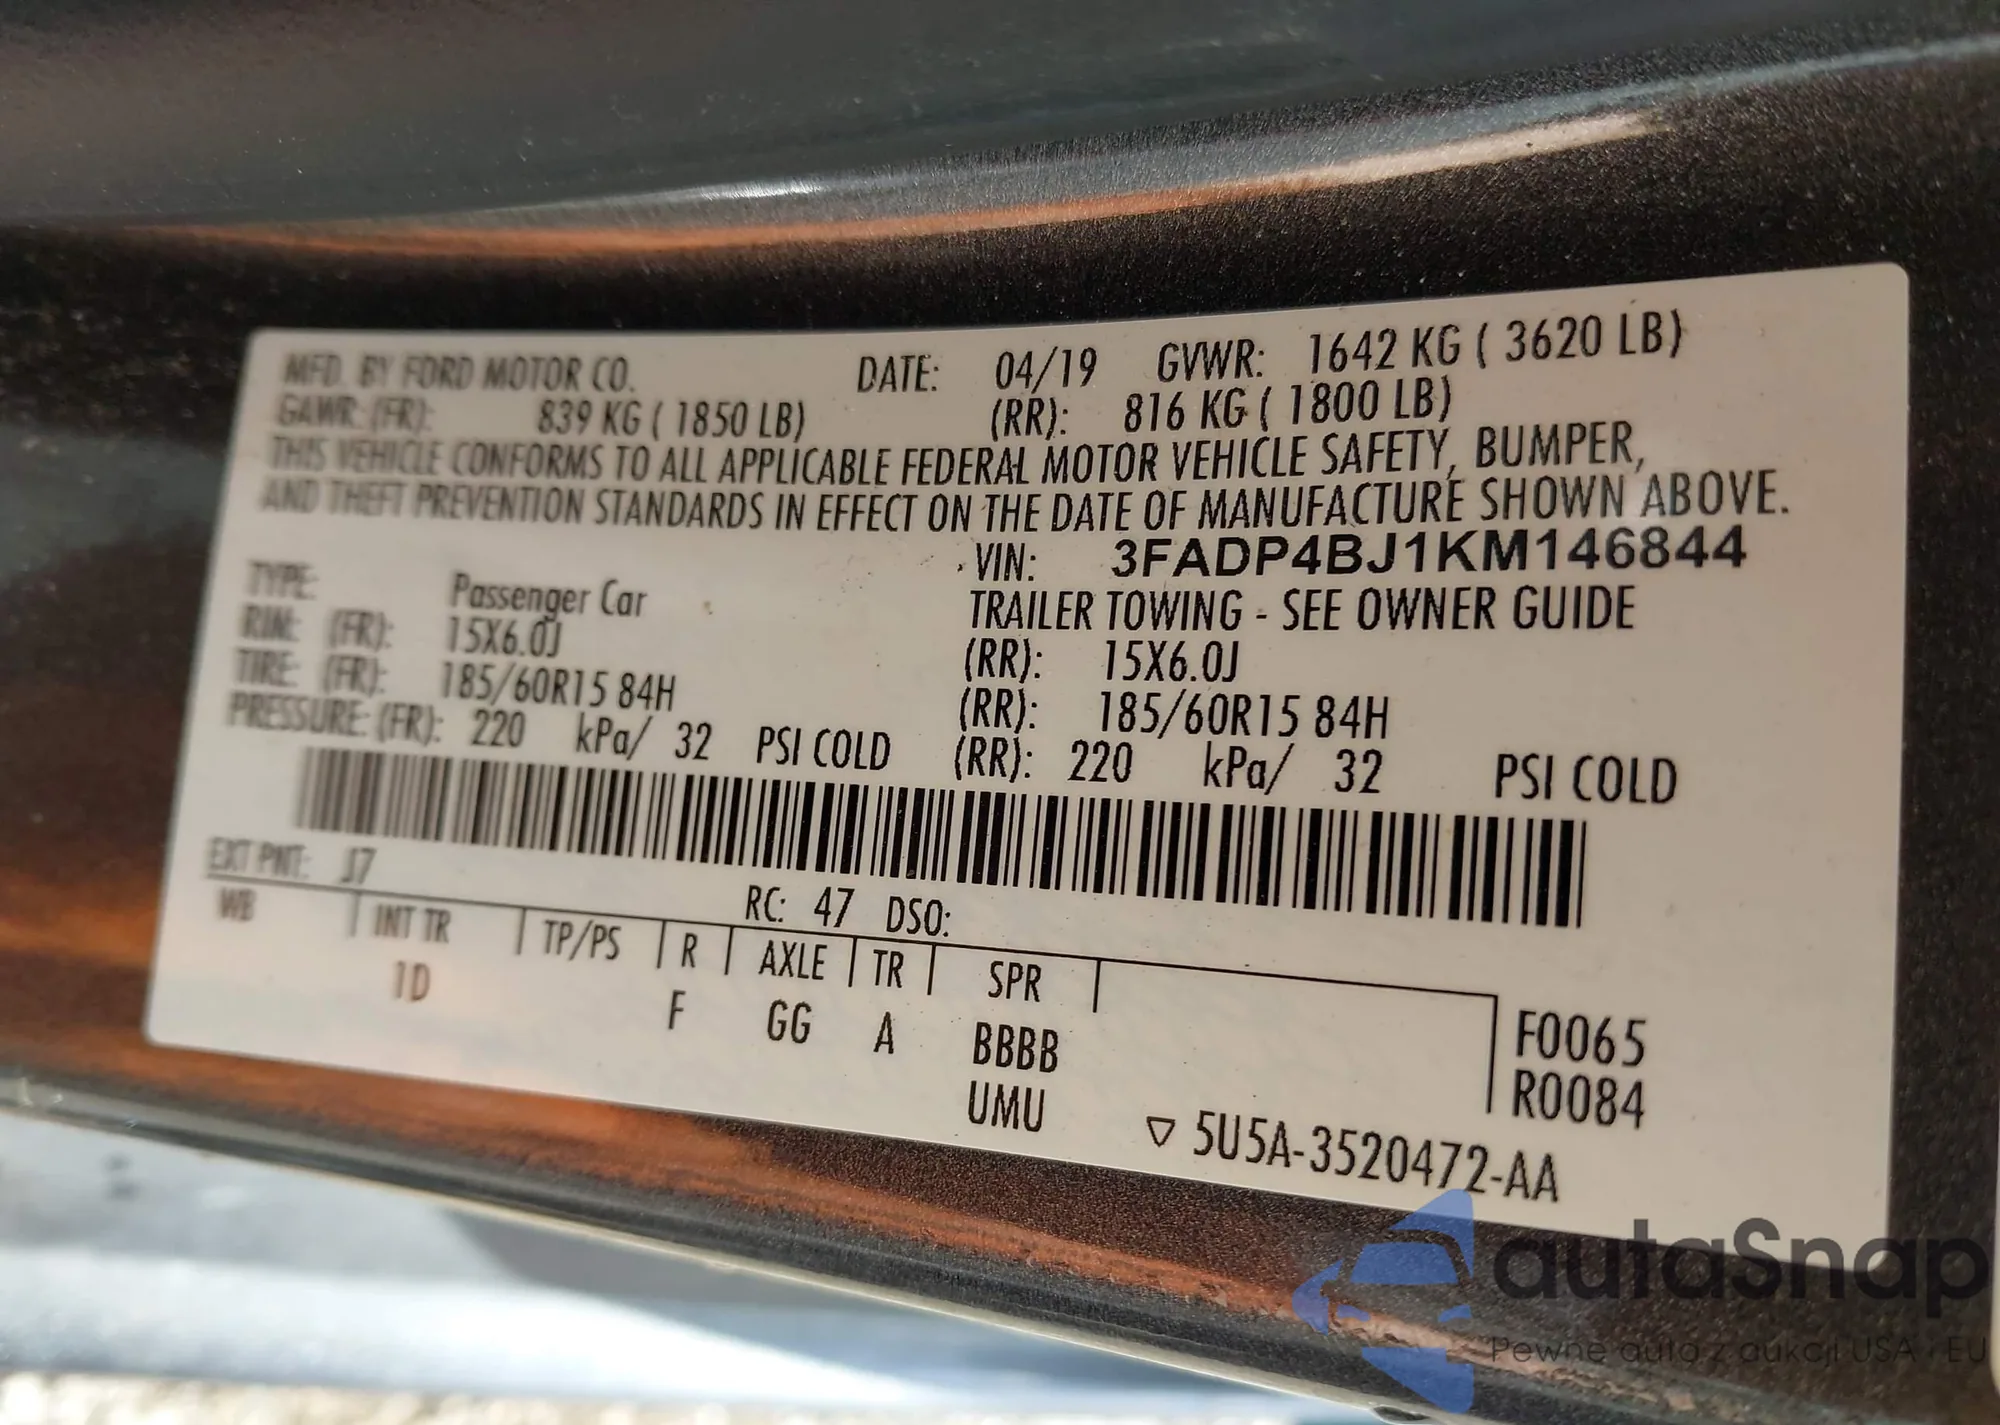 MFD. BY FORD MOTOR CO. DATE: 04/19 GVWR: 1642 KG ( 3620 LB)
GAWR: (FR): 839 KG ( 1850 LB) (RR): 816 KG ( 1800 LB)
THIS VEHICLE CONFORMS TO ALL APPLICABLE FEDERAL MOTOR VEHICLE SAFETY, BUMPER,
AND THEFT PREVENTION STANDARDS IN EFFECT ON THE DATE OF MANUFACTURE SHOWN ABOVE.
VIN: 3FADP4BJ1KM146844
TYPE: Passenger Car TRAILER TOWING - SEE OWNER GUIDE
RIM: (FR): 15X6.0J (RR): 15X6.0J
TIRE: (FR): 185/60R15 84H (RR): 185/60R15 84H
PRESSURE: (FR): 220 kPa/ 32 PSI COLD (RR): 220 kPa/ 32 PSI COLD
EXT PNT: J7 RC: 47 DSO:
WB INT TR TP/PS R AXLE TR SPR
1D F GG A BBBB F0065
UMU R0084
▽ 5U5A-3520472-AA
autaSnap
Pewne auta z aukcji USA · EU